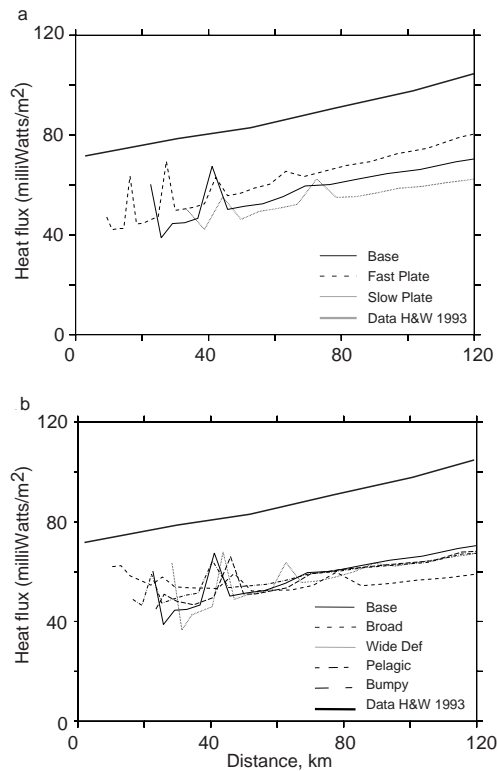 a
120
80
40
0
Heat flux (milliWatts/m²)
Base
Fast Plate
Slow Plate
Data H&W 1993
0 40 80 120
b
120
80
40
0
Heat flux (milliWatts/m²)
Base
Broad
Wide Def
Pelagic
Bumpy
Data H&W 1993
0 40 80 120
Distance, km